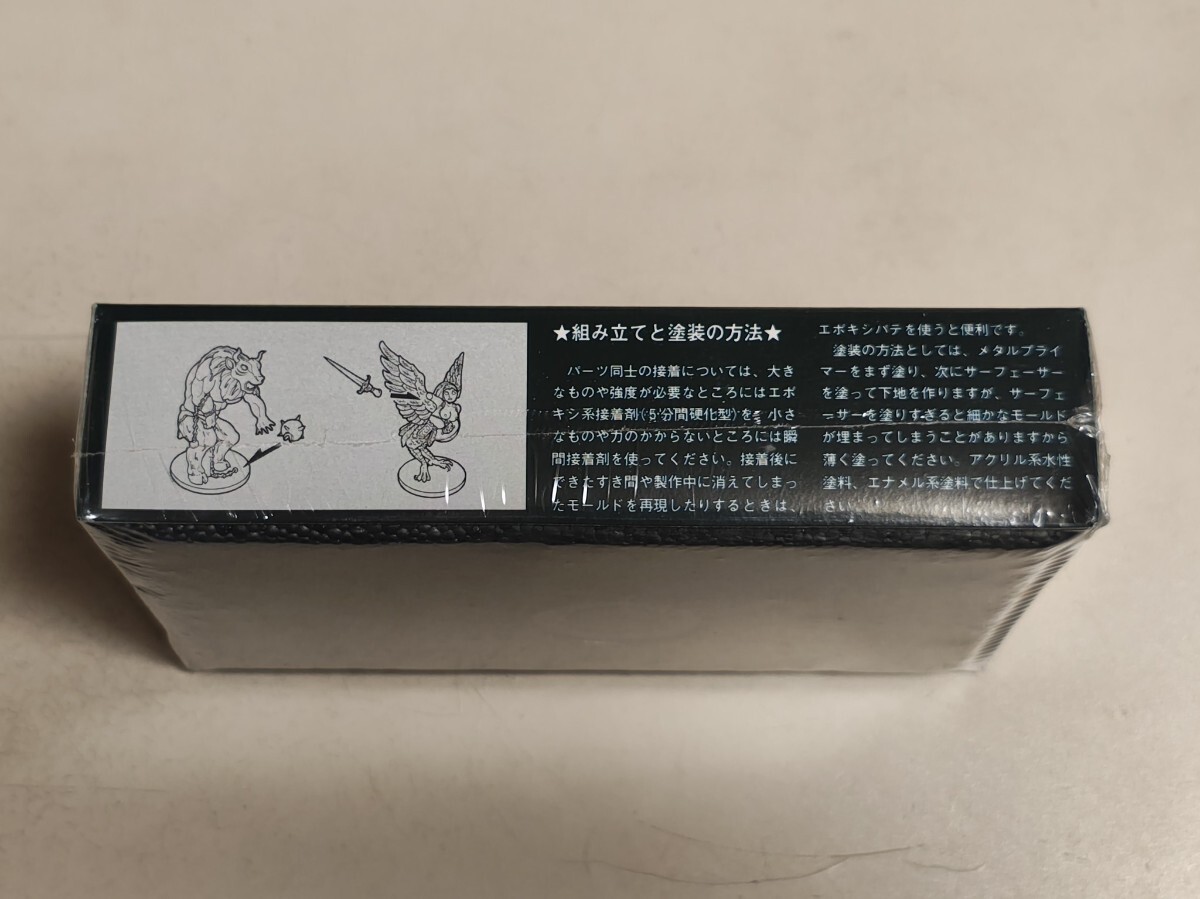 ★組み立てと塗装の方法★
パーツ同士の接着については、大き
なものや強度が必要なところにはエポ
キシ系接着剤(5分間硬化型)を、小さ
なものや力のかからないところには瞬
間接着剤を使ってください。接着後に
できたすき間や製作中に消えてしまっ
たモールドを再現したりするときは、
エポキシパテを使うと便利です。
塗装の方法としては、メタルプライ
マーをまず塗り、次にサーフェーサー
を塗って下地を作りますが、サーフェ
ーサーを塗りすぎると細かなモールド
が埋まってしまうことがありますから
薄く塗ってください。アクリル系水性
塗料、エナメル系塗料で仕上げてくだ
さい。